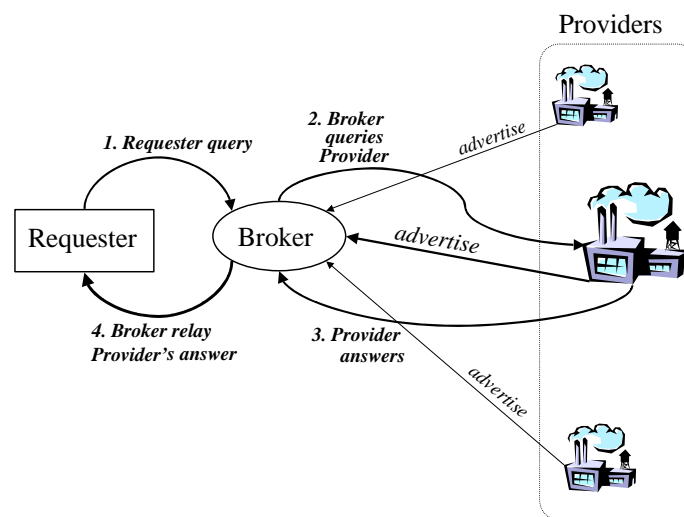 Providers
2. Broker
queries
Provider
1. Requester query
advertise
Requester
Broker
advertise
4. Broker relay
Provider's answer
3. Provider
answers
advertise